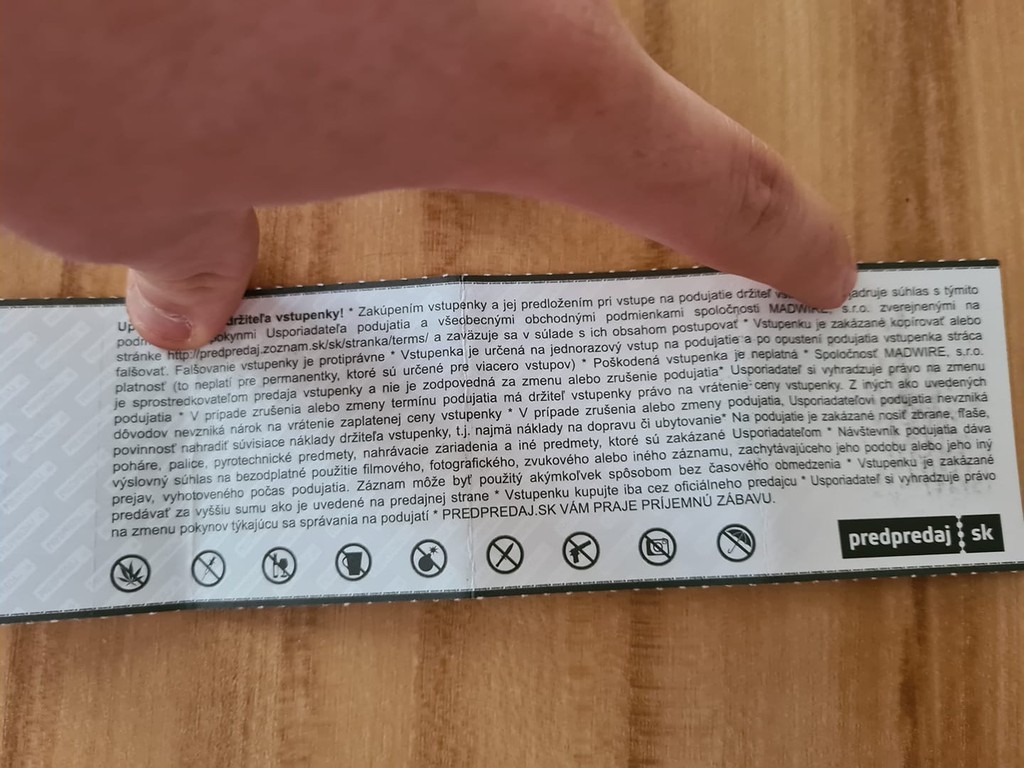 držiteľa vstupenky! * Zakúpením vstupenky a jej predložením pri vstupe na podujatie držiteľ súhlas s týmito
Usporiadateľa podujatia a všeobecnými obchodnými podmienkami spoločnosti MADWIRE, s.r.o. zverejnenými na
stránke http://predpredaj.zoznam.sk/sk/stranka/terms/ a zaväzuje sa v súlade s ich obsahom postupovať * Vstupenku je zakázané kopírovať alebo
falšovať. Falšovanie vstupenky je protiprávne * Vstupenka je určená na jednorazový vstup na podujatie a po opustení podujatia vstupenka stráca
platnosť (to neplatí pre permanentky, ktoré sú určené pre viacero vstupov) * Poškodená vstupenka je neplatná * Spoločnosť MADWIRE, s.r.o.
je sprostredkovateľom predaja vstupenky a nie je zodpovedná za zmenu alebo zrušenie podujatia* Usporiadateľ si vyhradzuje právo na zmenu
podujatia * V prípade zrušenia alebo zmeny termínu podujatia má držiteľ vstupenky právo na vrátenie ceny vstupenky. Z iných ako uvedených
dôvodov nevzniká nárok na vrátenie zaplatenej ceny vstupenky * V prípade zrušenia alebo zmeny podujatia, Usporiadateľovi podujatia nevzniká
povinnosť nahradiť súvisiace náklady držiteľa vstupenky, t.j. najmä náklady na dopravu či ubytovanie* Na podujatie je zakázané nosiť zbrane, fľaše,
poháre, palice, pyrotechnické predmety, nahrávacie zariadenia a iné predmety, ktoré sú zakázané Usporiadateľom * Návštevník podujatia dáva
výslovný súhlas na bezodplatné použitie filmového, fotografického, zvukového alebo iného záznamu, zachytávajúceho jeho podobu alebo jeho iný
prejav, vyhotoveného počas podujatia. Záznam môže byť použitý akýmkoľvek spôsobom bez časového obmedzenia * Vstupenku je zakázané
predávať za vyššiu sumu ako je uvedené na predajnej strane * Vstupenku kupujte iba cez oficiálneho predajcu * Usporiadateľ si vyhradzuje právo
na zmenu pokynov týkajúcu sa správania na podujatí * PREDPREDAJ.SK VÁM PRAJE PRÍJEMNÚ ZÁBAVU.
predpredaj sk